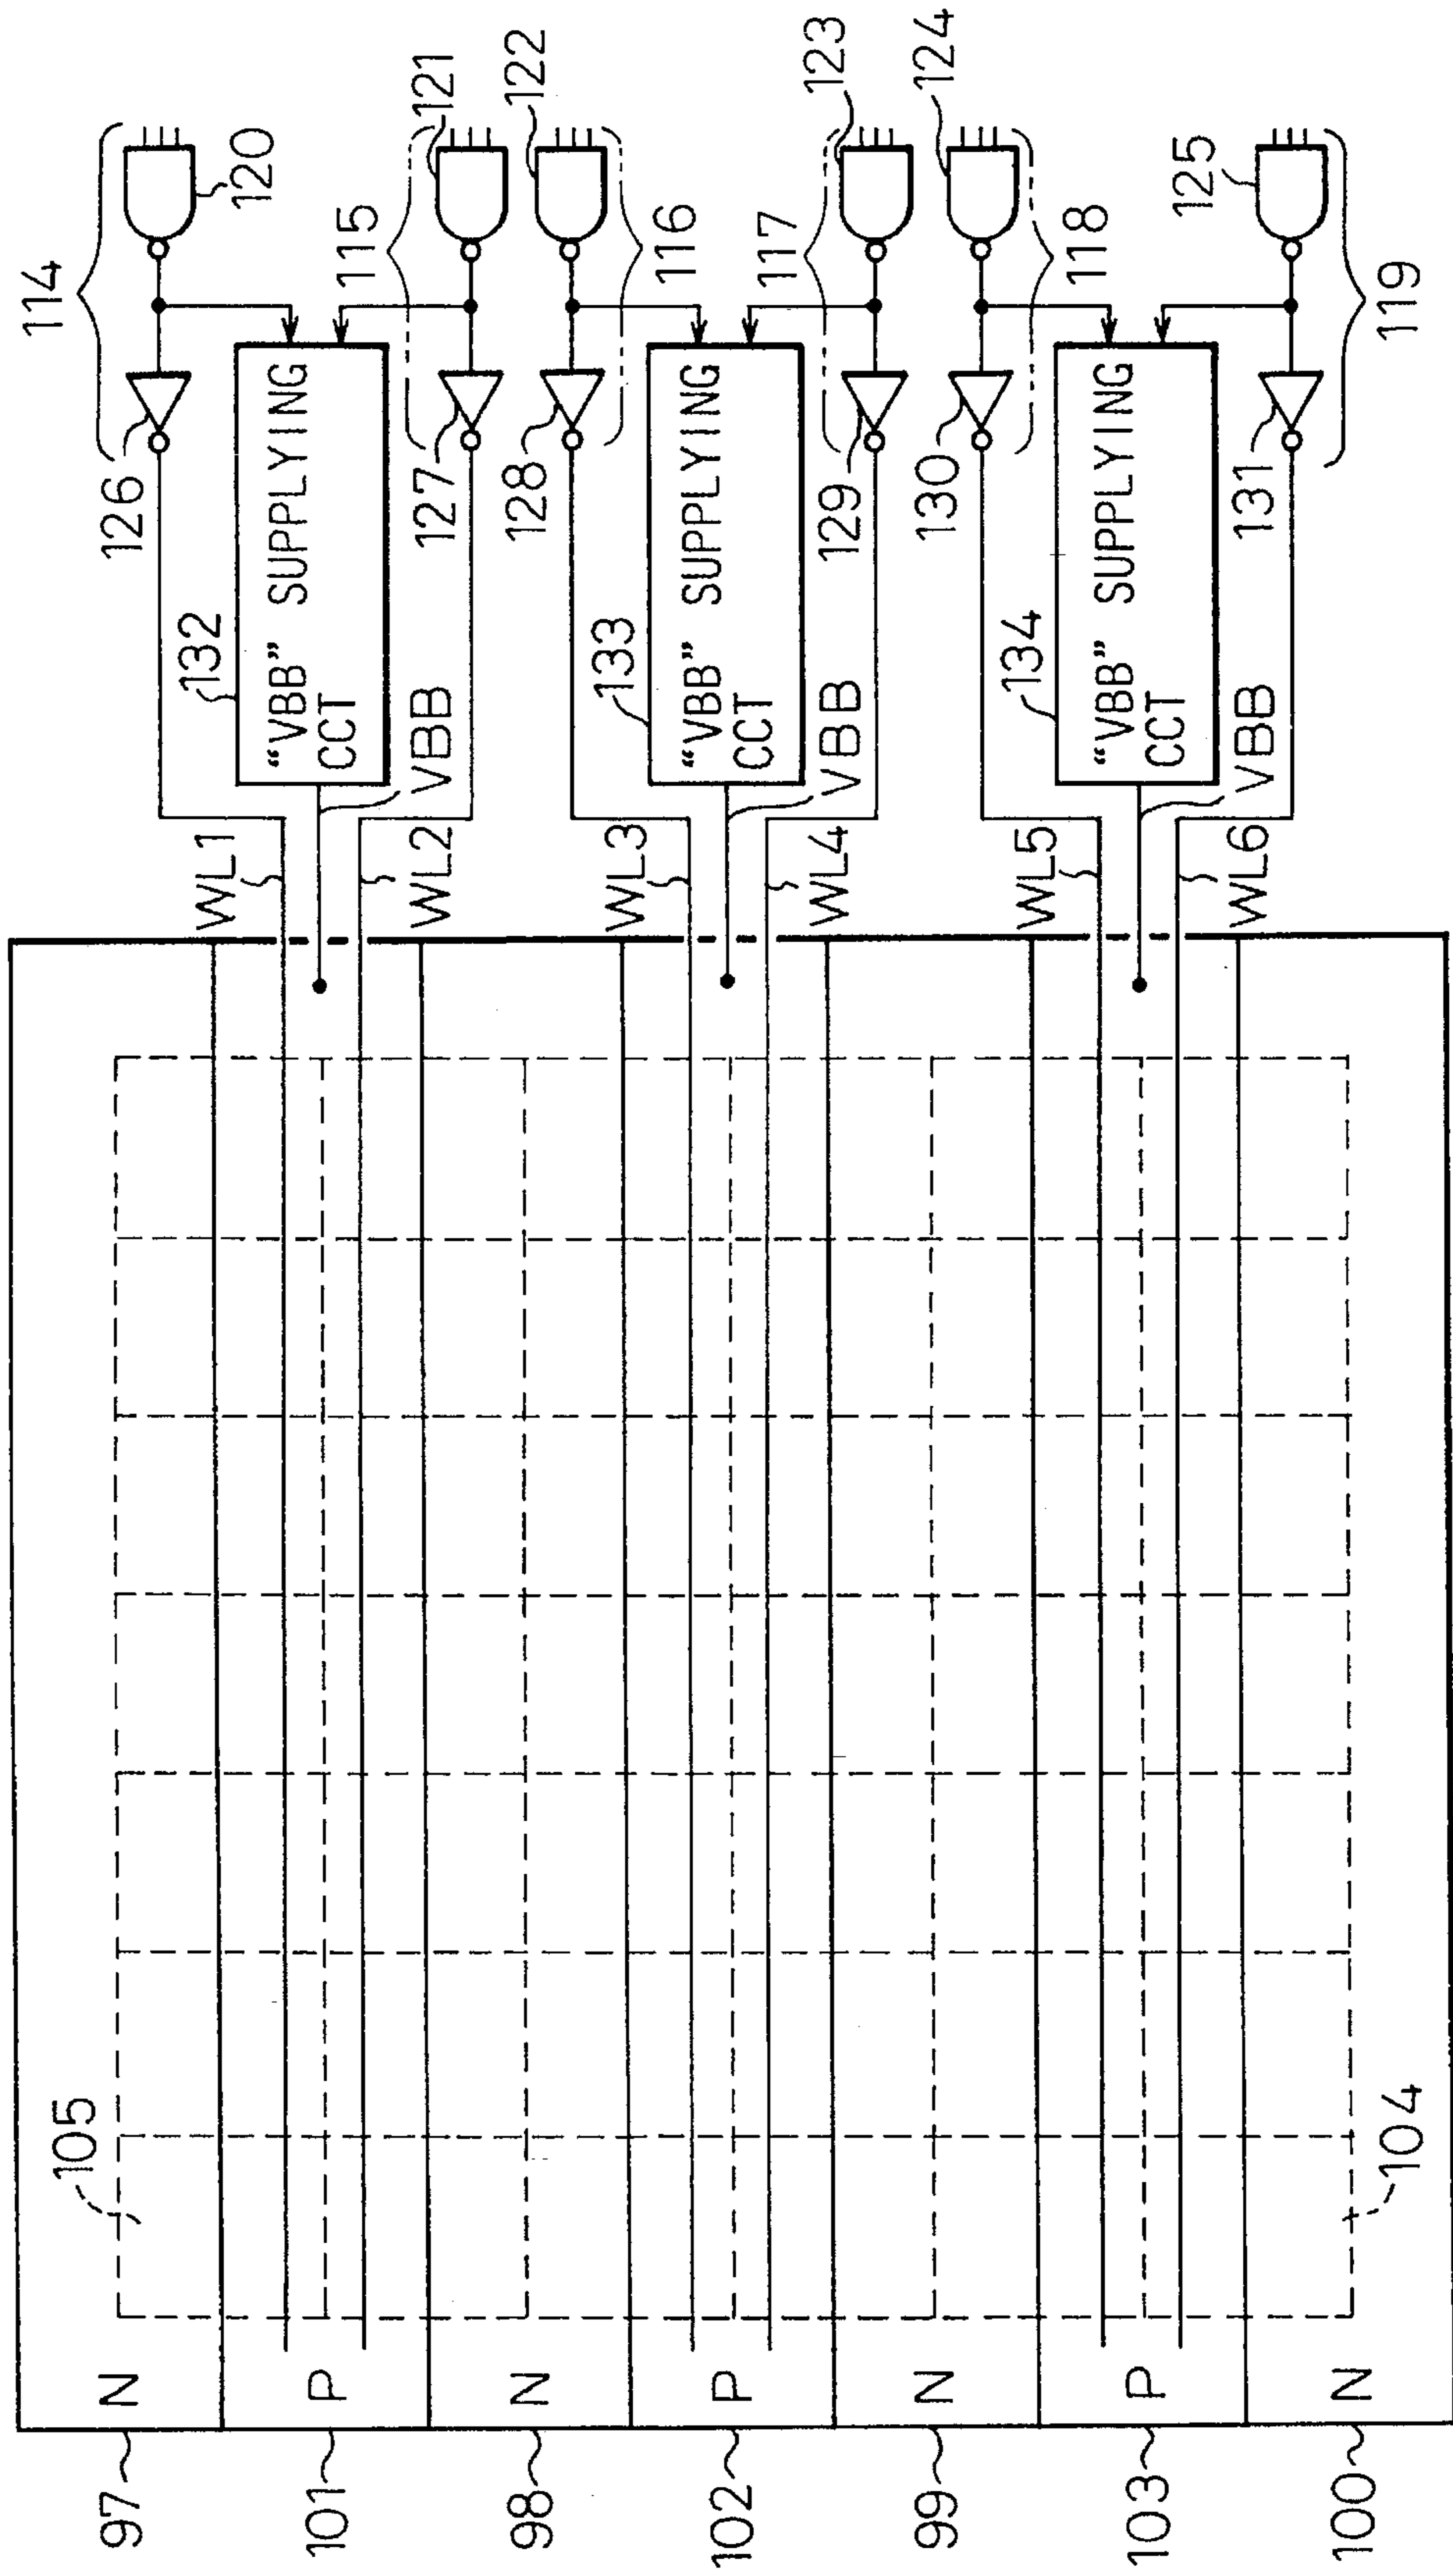 114
120
126
132
"VBB" SUPPLYING
CCT
VBB
WL1
WL2
115
121
127
122
116
128
133
"VBB" SUPPLYING
CCT
VBB
WL3
WL4
117
123
129
124
118
130
134
"VBB" SUPPLYING
CCT
VBB
WL5
WL6
125
119
131
105
104
N
P
N
P
N
P
N
97
101
98
102
99
103
100